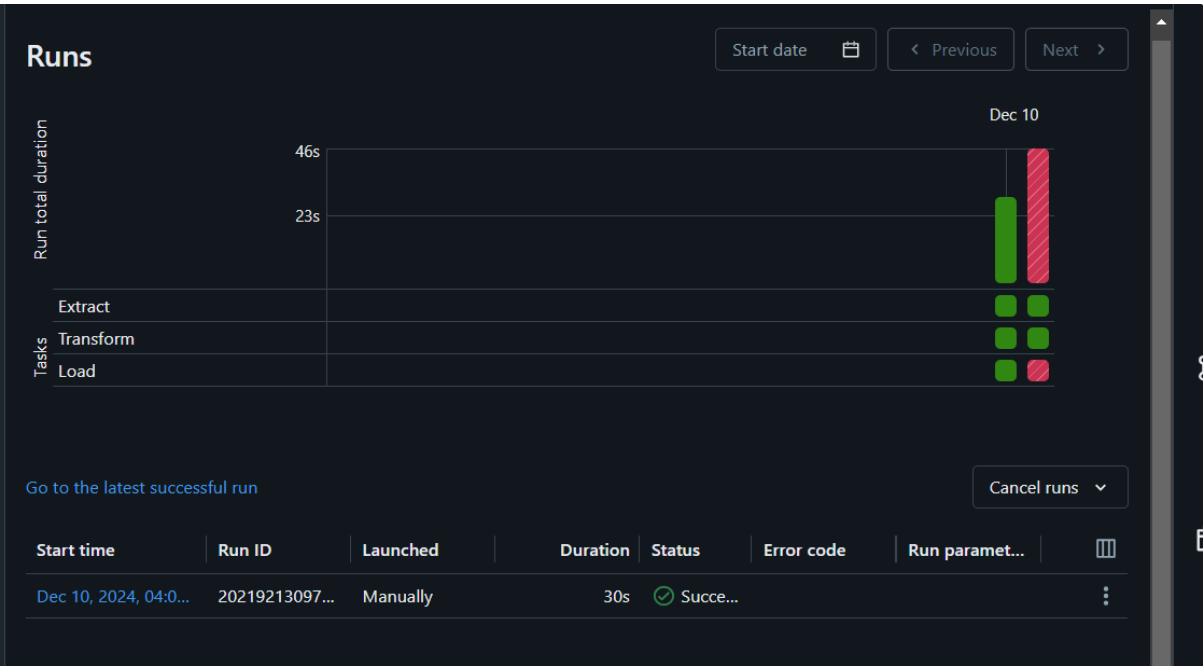 Runs
Start date
Previous
Next
Dec 10
Run total duration
46s
23s
Tasks
Extract
Transform
Load
Go to the latest successful run
Cancel runs
Start time Run ID Launched Duration Status Error code Run paramet...
Dec 10, 2024, 04:0... 20219213097... Manually 30s Succe...